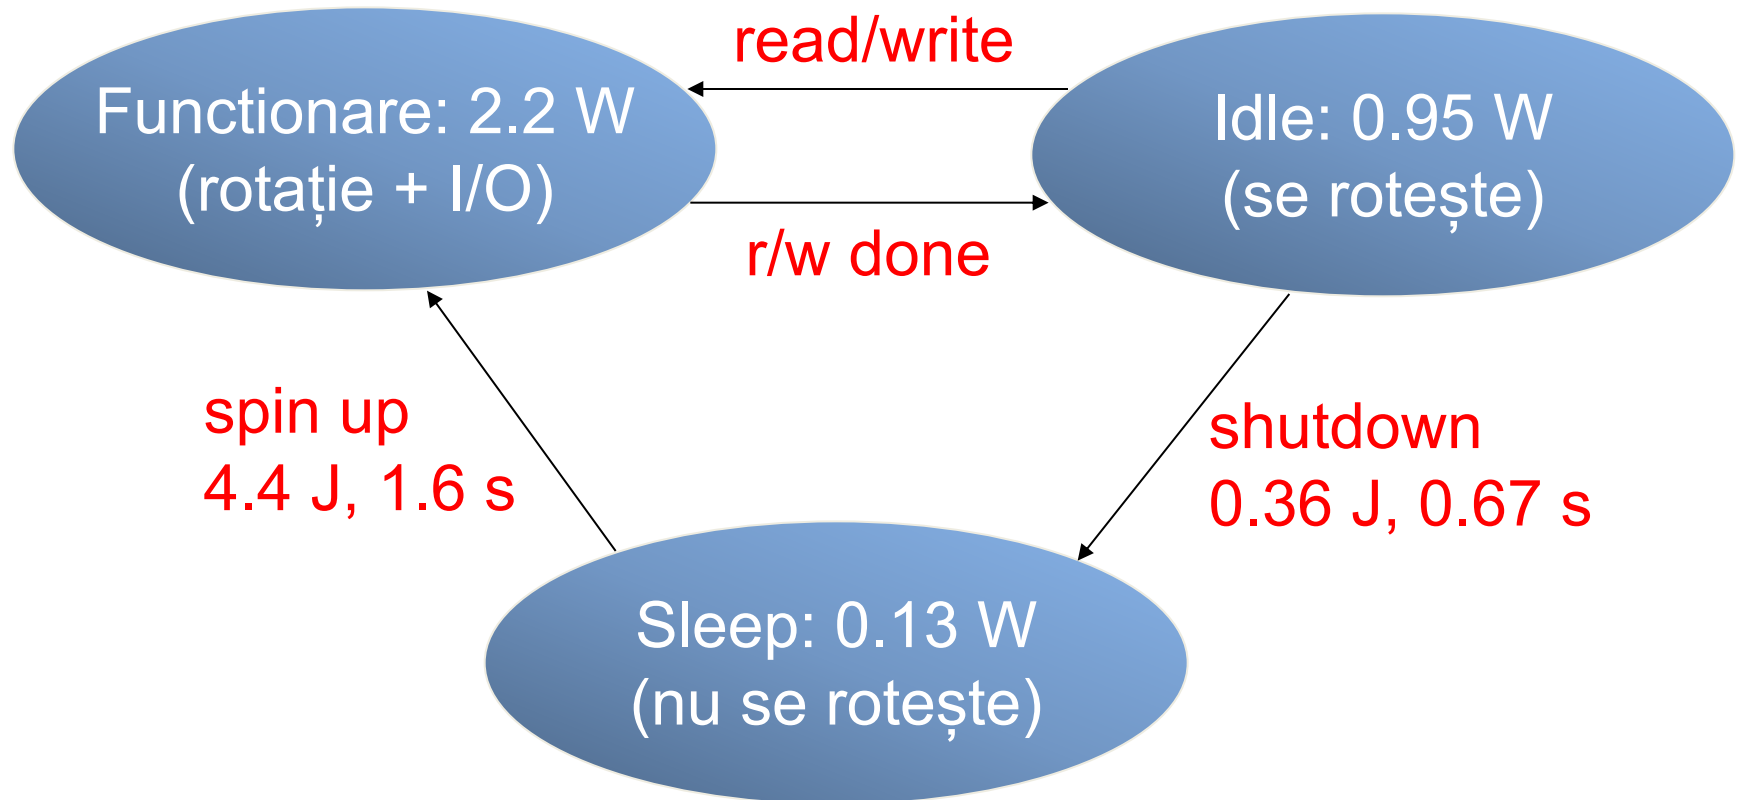 read/write
Functionare: 2.2 W
(rotație + I/O)
Idle: 0.95 W
(se rotește)
r/w done
spin up
4.4 J, 1.6 s
shutdown
0.36 J, 0.67 s
Sleep: 0.13 W
(nu se rotește)